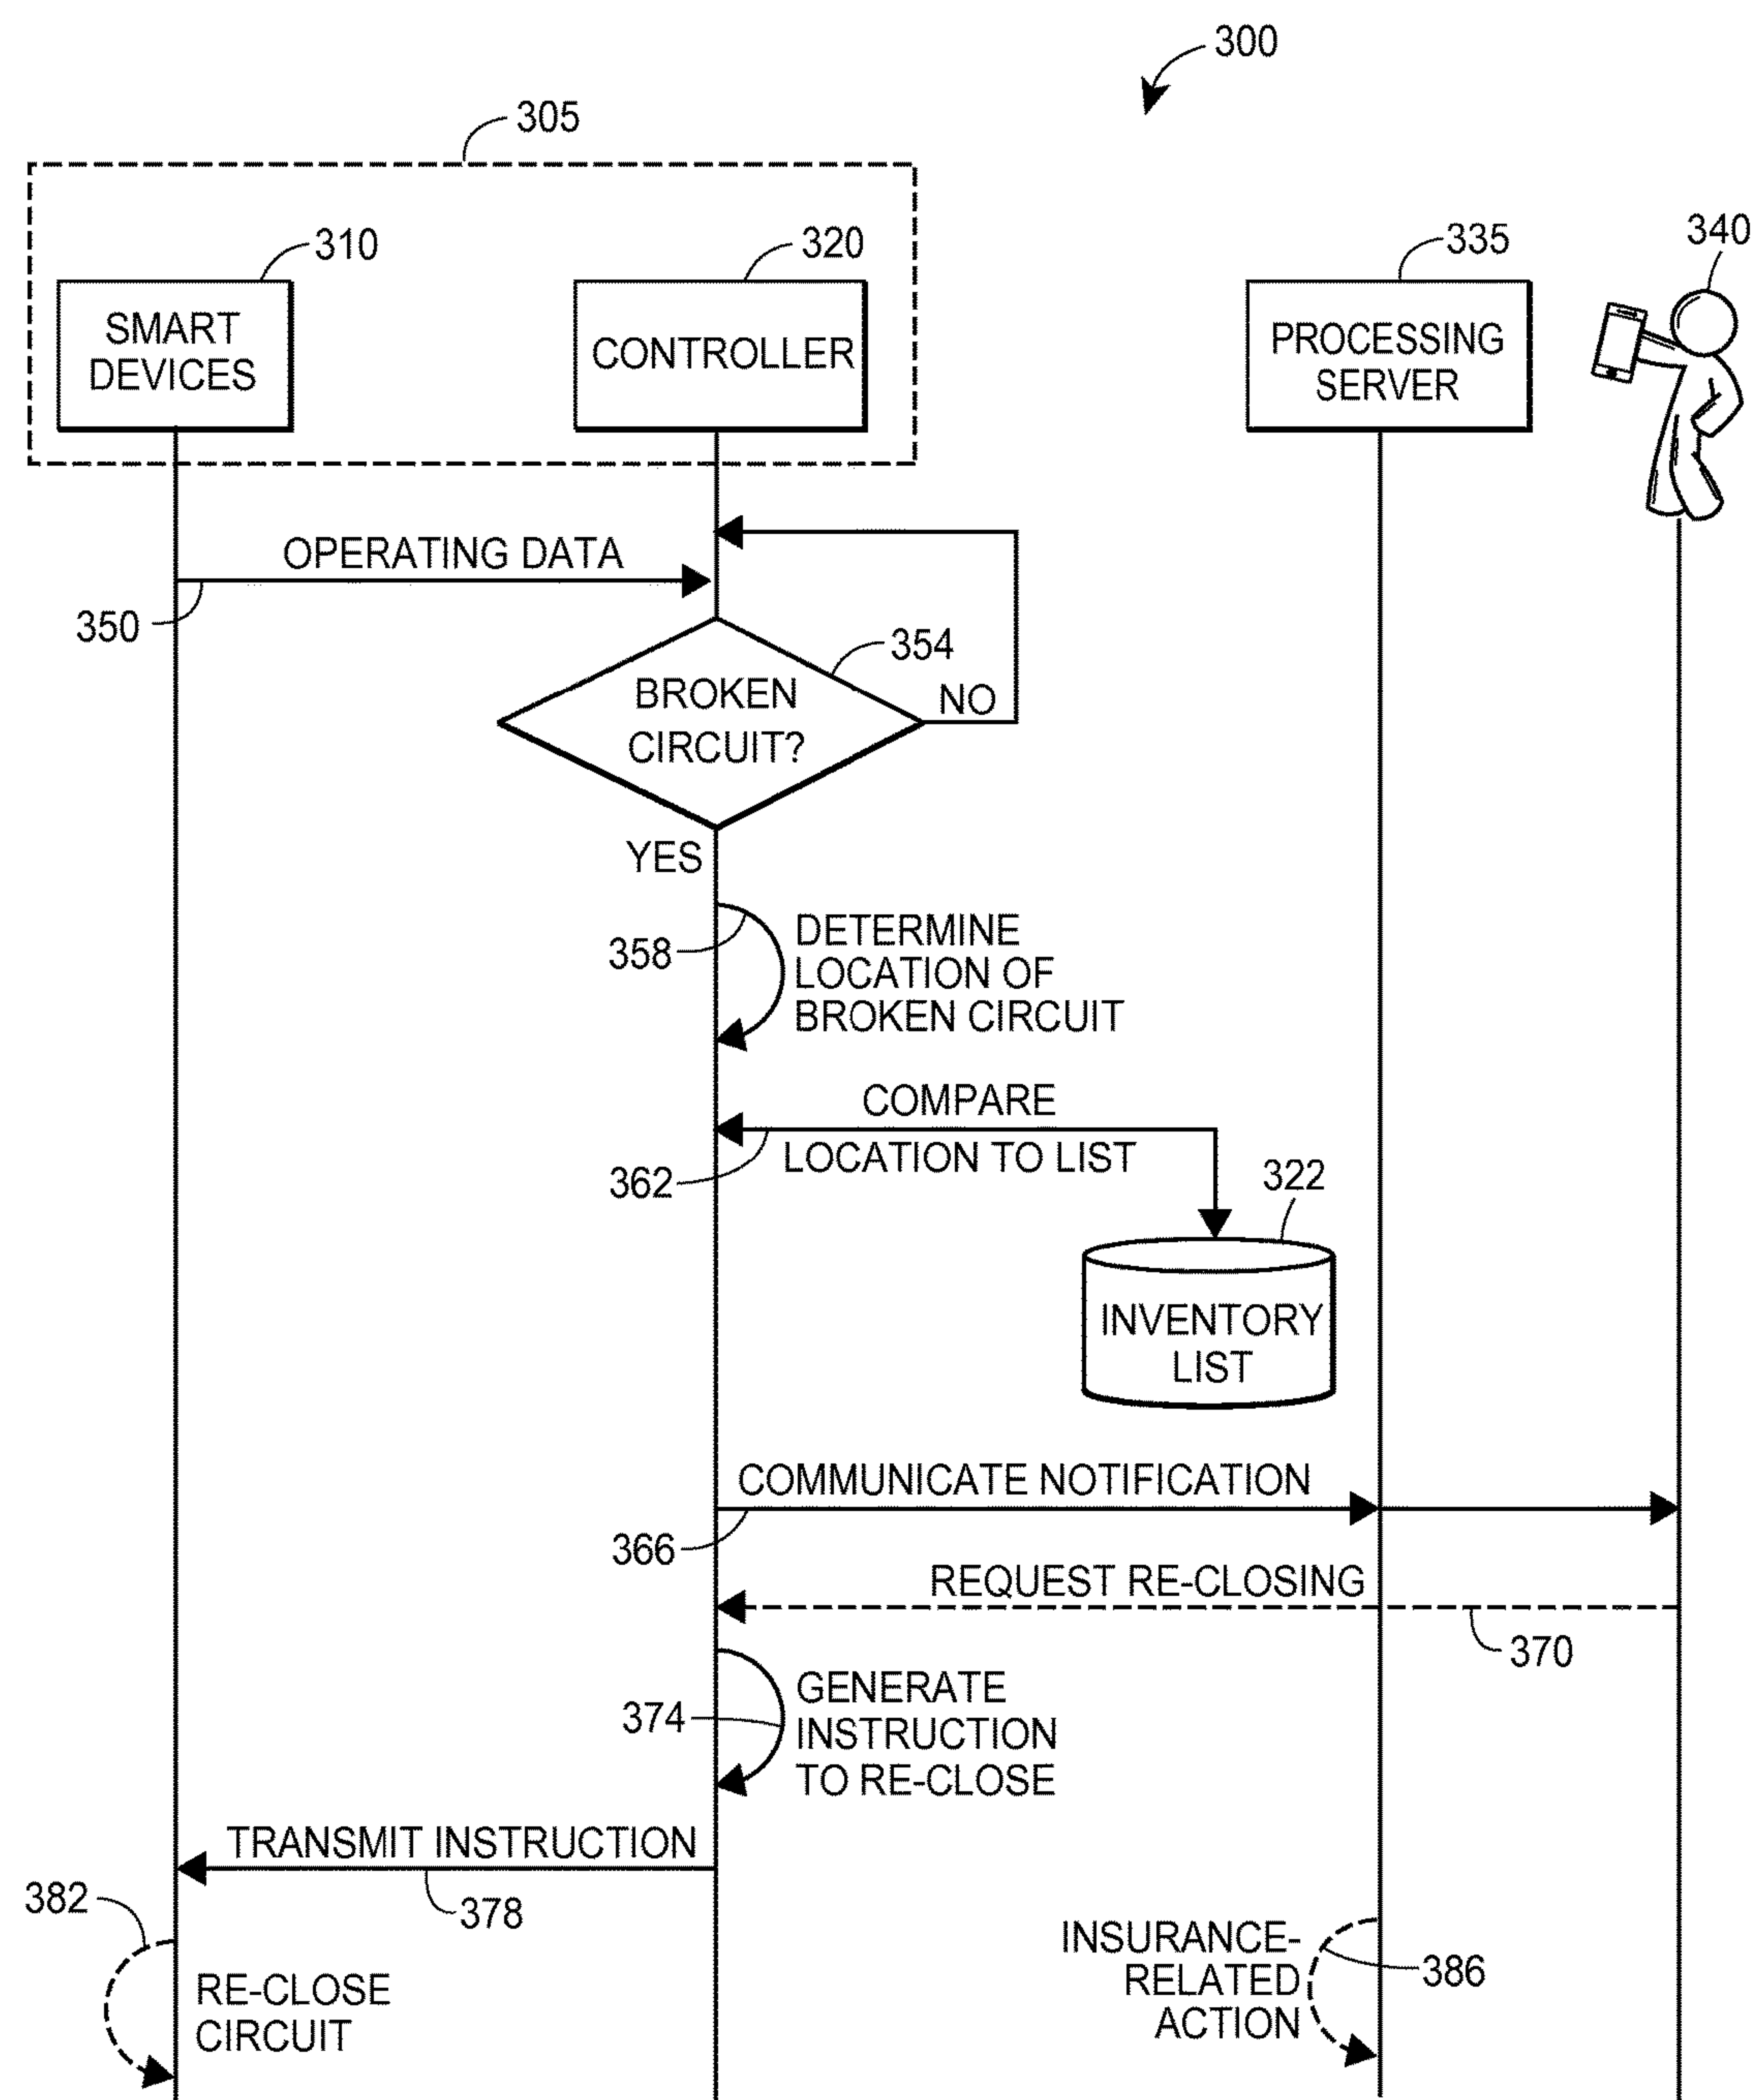 300
305
310
320
335
340
SMART
DEVICES
CONTROLLER
PROCESSING
SERVER
OPERATING DATA
350
354
BROKEN
CIRCUIT?
NO
YES
358
DETERMINE
LOCATION OF
BROKEN CIRCUIT
COMPARE
LOCATION TO LIST
362
322
INVENTORY
LIST
COMMUNICATE NOTIFICATION
366
REQUEST RE-CLOSING
370
374
GENERATE
INSTRUCTION
TO RE-CLOSE
TRANSMIT INSTRUCTION
378
382
RE-CLOSE
CIRCUIT
INSURANCE-
RELATED
ACTION
386